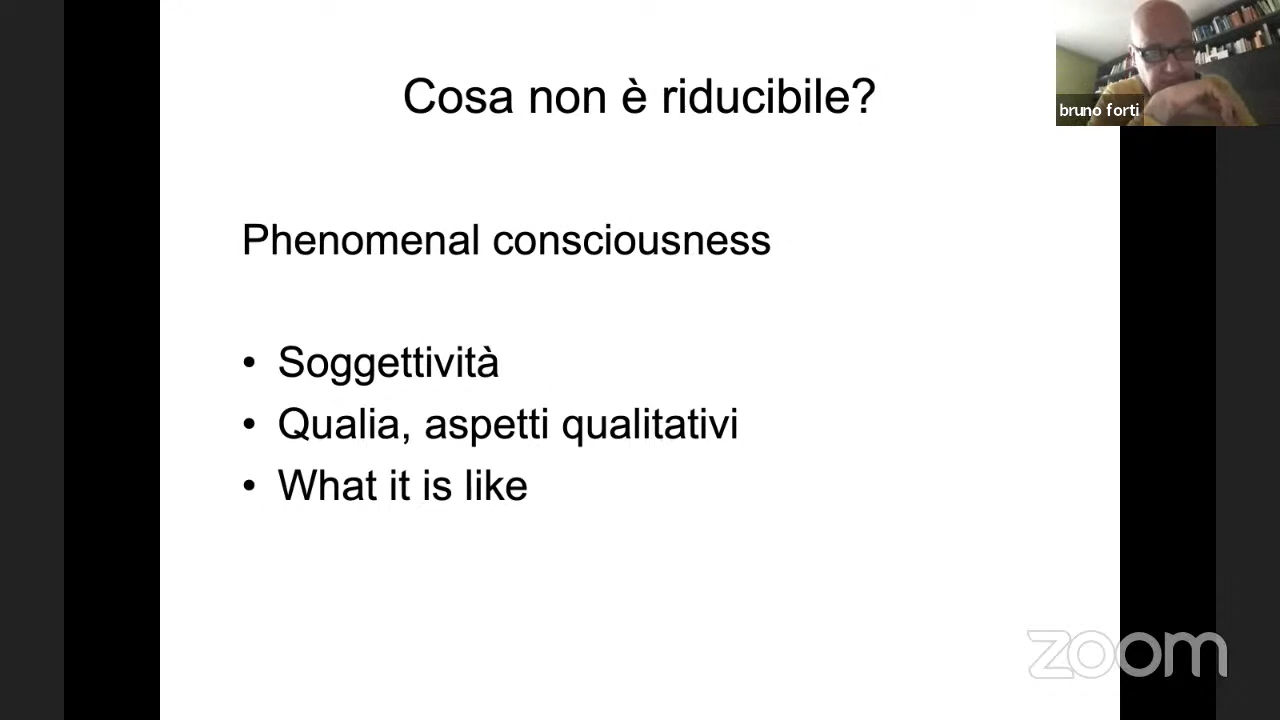 Cosa non è riducibile?
bruno forti
Phenomenal consciousness
• Soggettività
• Qualia, aspetti qualitativi
• What it is like
zoom